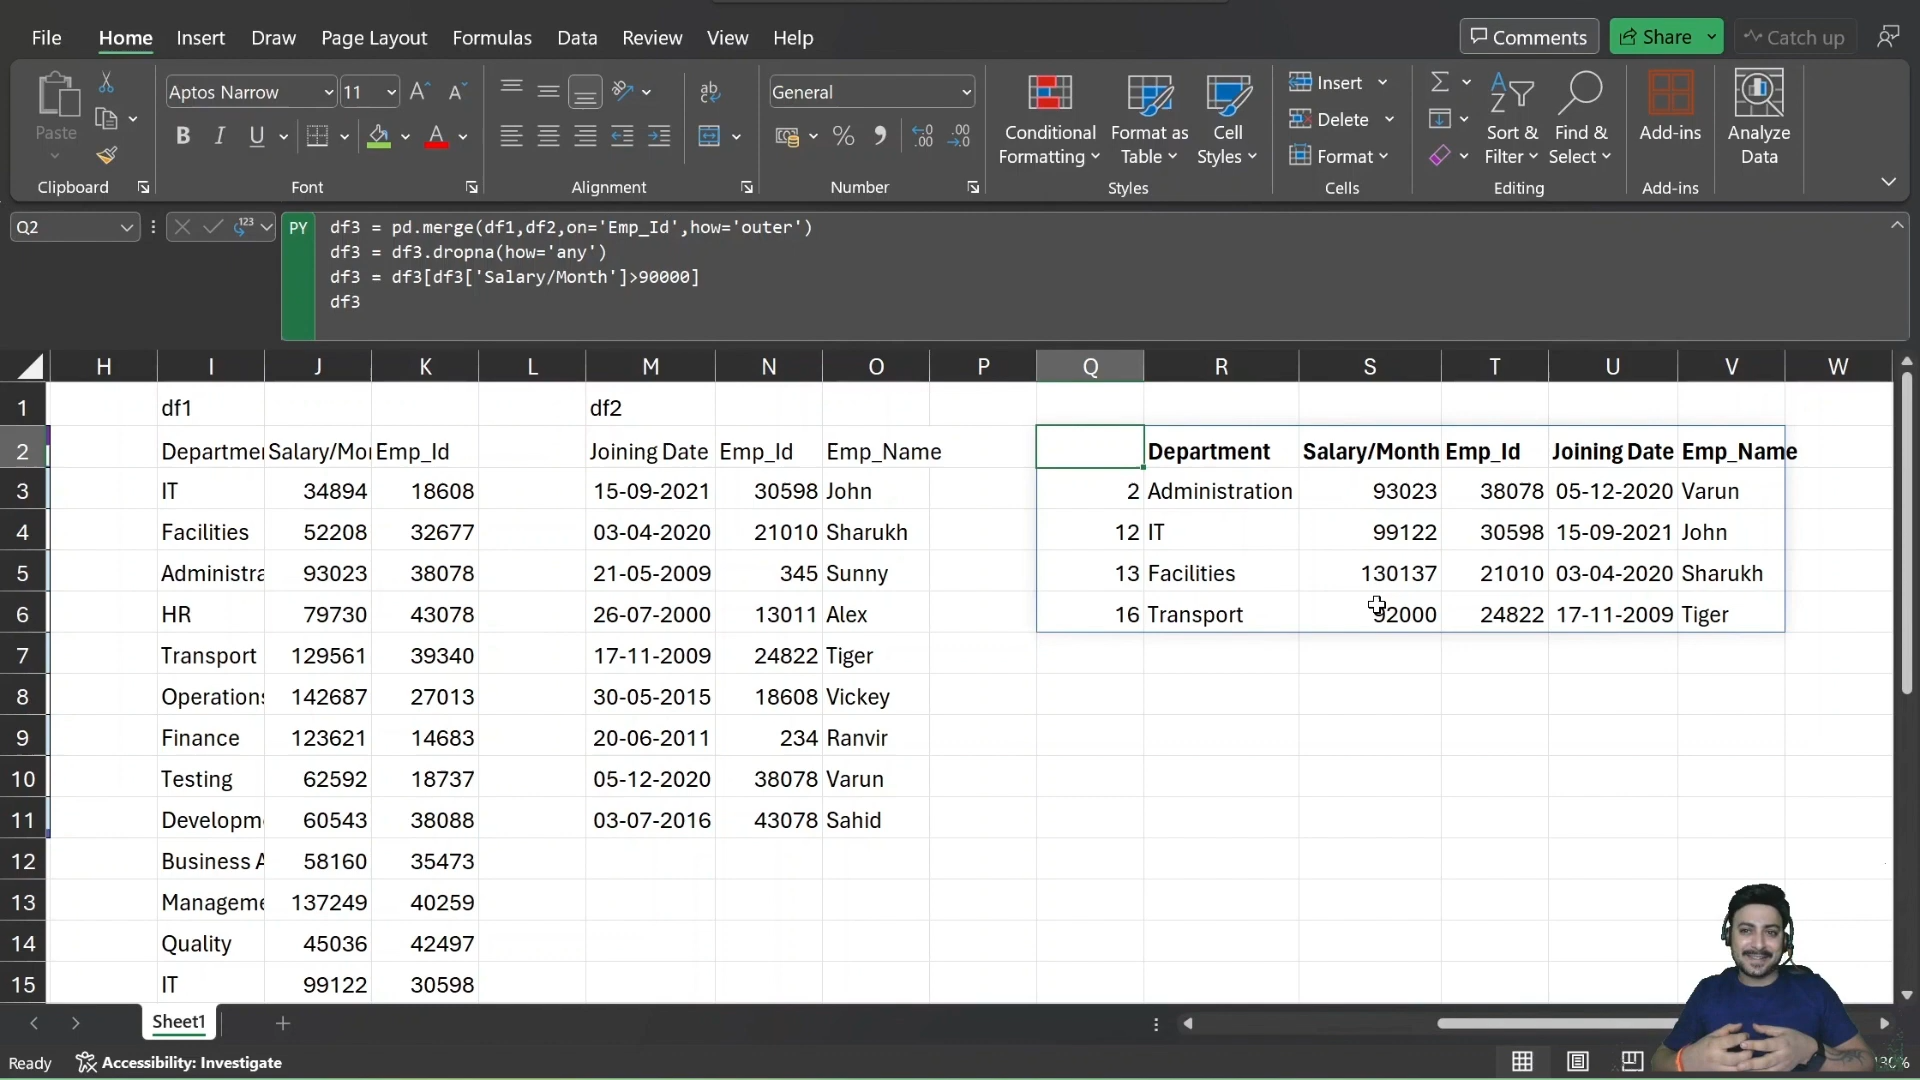 File Home Insert Draw Page Layout Formulas Data Review View Help Comments Share Catch up
Paste
Clipboard
Aptos Narrow 11
Font
Alignment
General
Number
Conditional Formatting
Format as Table
Cell Styles
Styles
Insert
Delete
Format
Cells
Sort & Filter
Find & Select
Editing
Add-ins
Add-ins
Analyze Data
Q2
PY
df3 = pd.merge(df1,df2,on='Emp_Id',how='outer')
df3 = df3.dropna(how='any')
df3 = df3[df3['Salary/Month']>90000]
df3
H I J K L M N O P Q R S T U V W
1 df1 df2
2 Departmen Salary/Mo Emp_Id Joining Date Emp_Id Emp_Name Department Salary/Month Emp_Id Joining Date Emp_Name
3 IT 34894 18608 15-09-2021 30598 John 2 Administration 93023 38078 05-12-2020 Varun
4 Facilities 52208 32677 03-04-2020 21010 Sharukh 12 IT 99122 30598 15-09-2021 John
5 Administra 93023 38078 21-05-2009 345 Sunny 13 Facilities 130137 21010 03-04-2020 Sharukh
6 HR 79730 43078 26-07-2000 13011 Alex 16 Transport 92000 24822 17-11-2009 Tiger
7 Transport 129561 39340 17-11-2009 24822 Tiger
8 Operations 142687 27013 30-05-2015 18608 Vickey
9 Finance 123621 14683 20-06-2011 234 Ranvir
10 Testing 62592 18737 05-12-2020 38078 Varun
11 Developm 60543 38088 03-07-2016 43078 Sahid
12 Business A 58160 35473
13 Manageme 137249 40259
14 Quality 45036 42497
15 IT 99122 30598
Sheet1
Ready Accessibility: Investigate